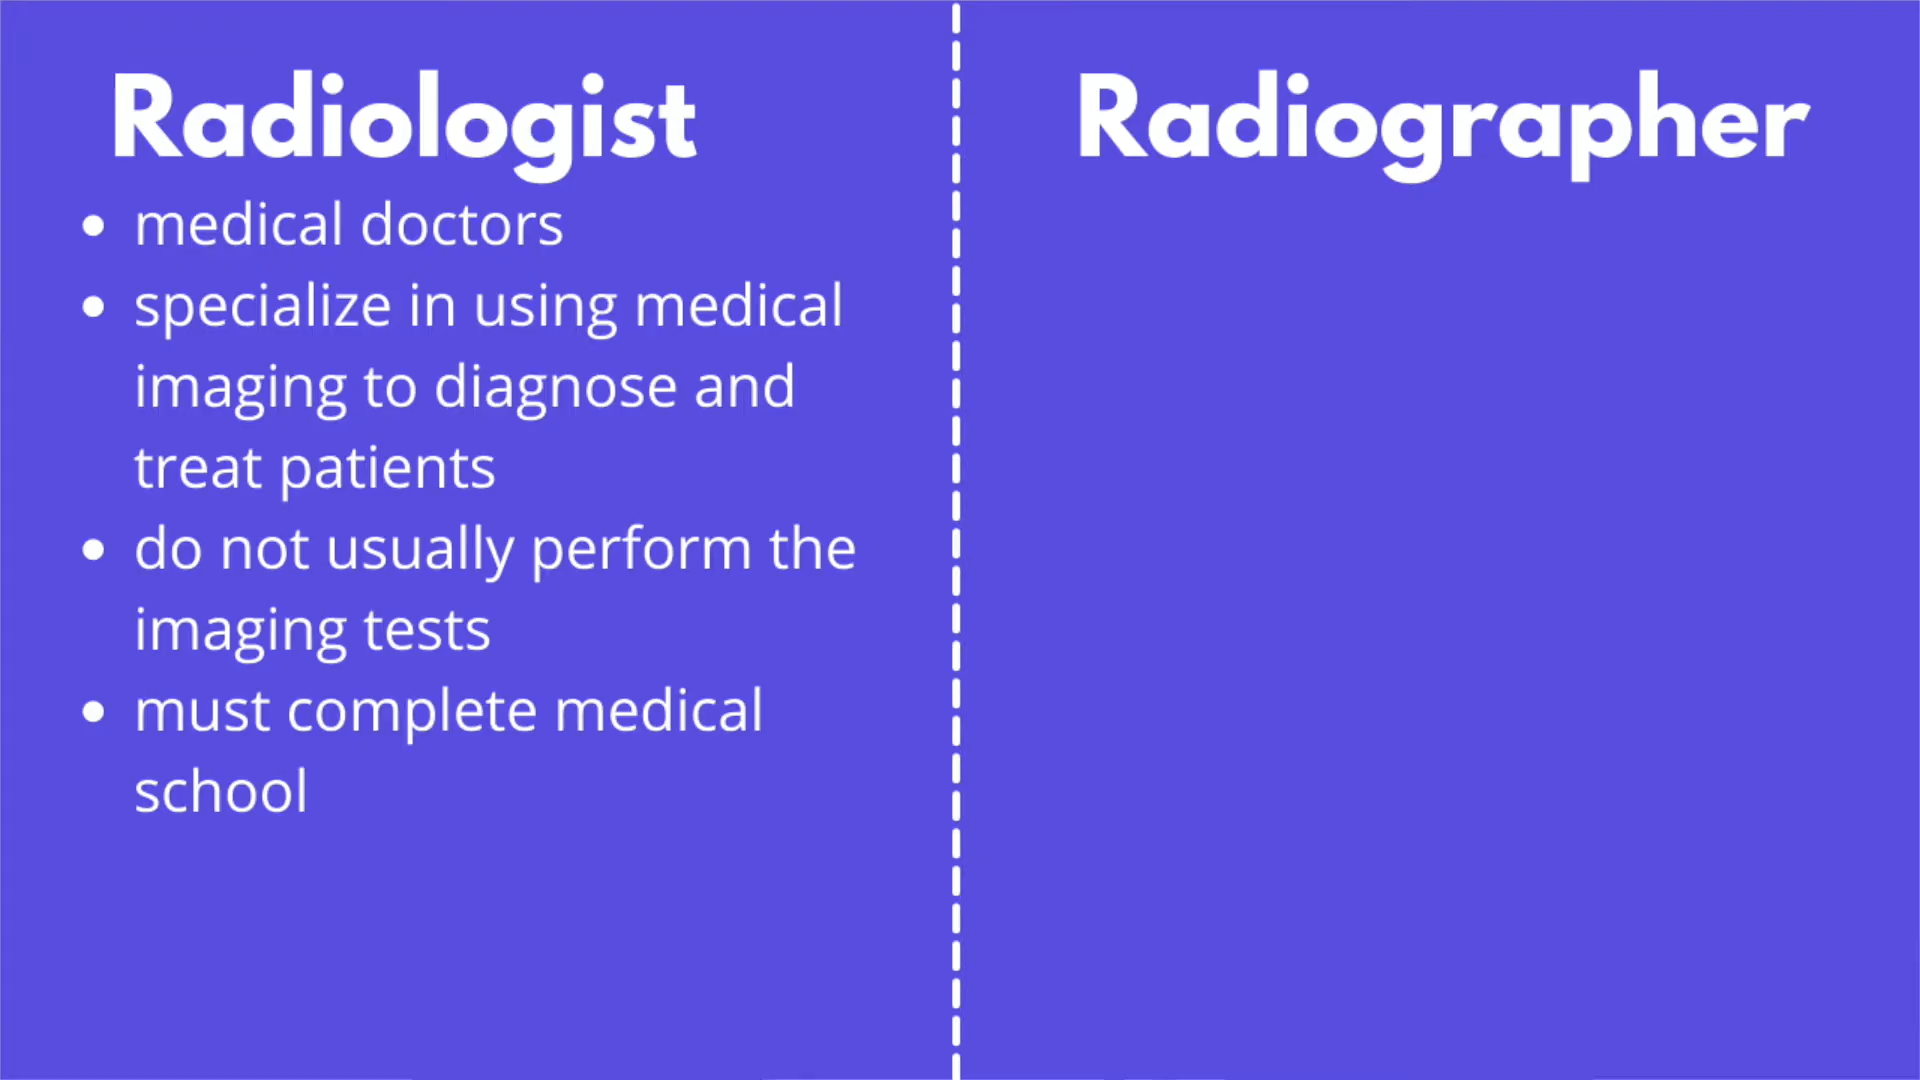 Radiologist
• medical doctors
• specialize in using medical
imaging to diagnose and
treat patients
• do not usually perform the
imaging tests
• must complete medical
school
Radiographer